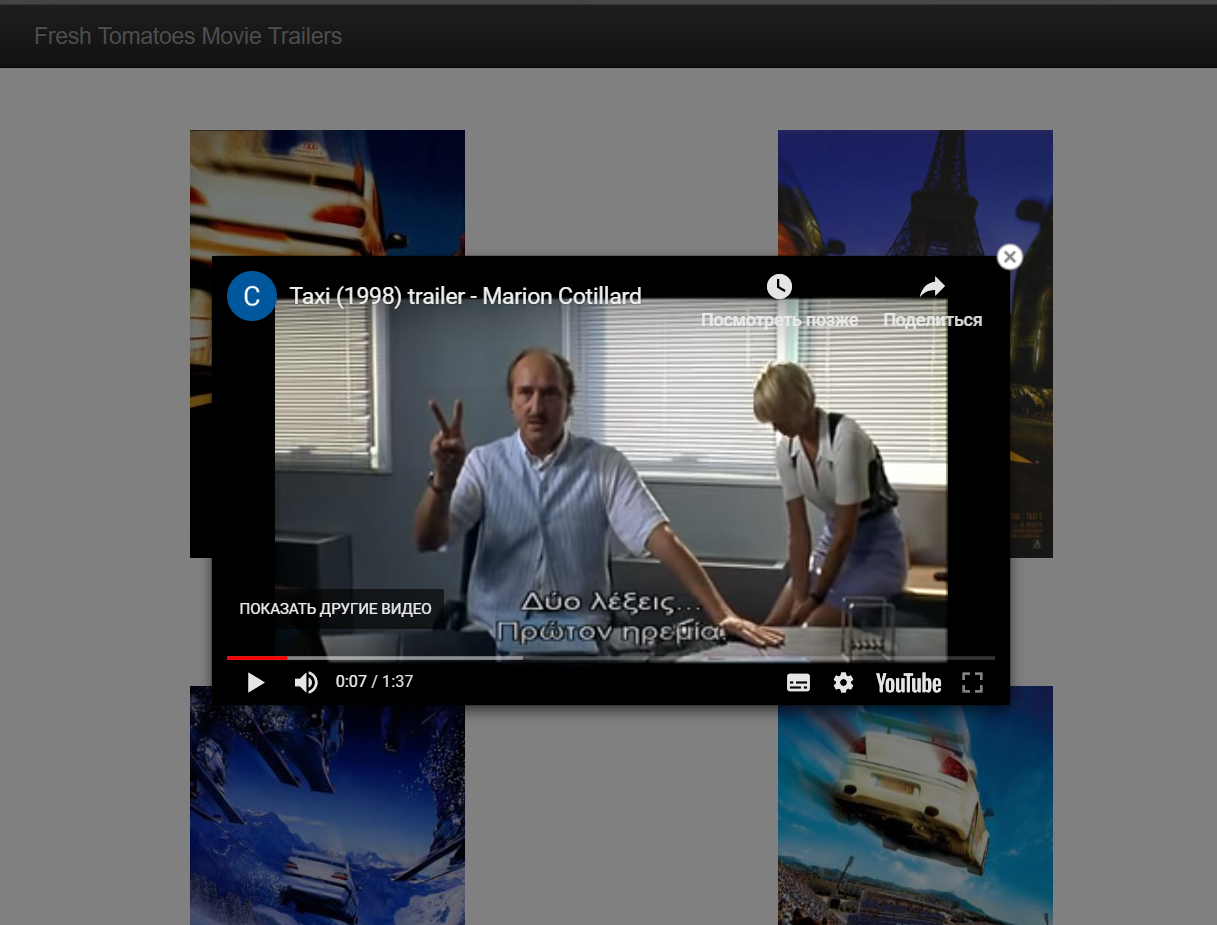 Fresh Tomatoes Movie Trailers
TAXI
C
Taxi (1998) trailer - Marion Cotillard
Посмотреть позже
Поделиться
ПОКАЗАТЬ ДРУГИЕ ВИДЕО
Δύο λέξεις...
Πρώτον ηρεμία.
0:07 / 1:37
YouTube